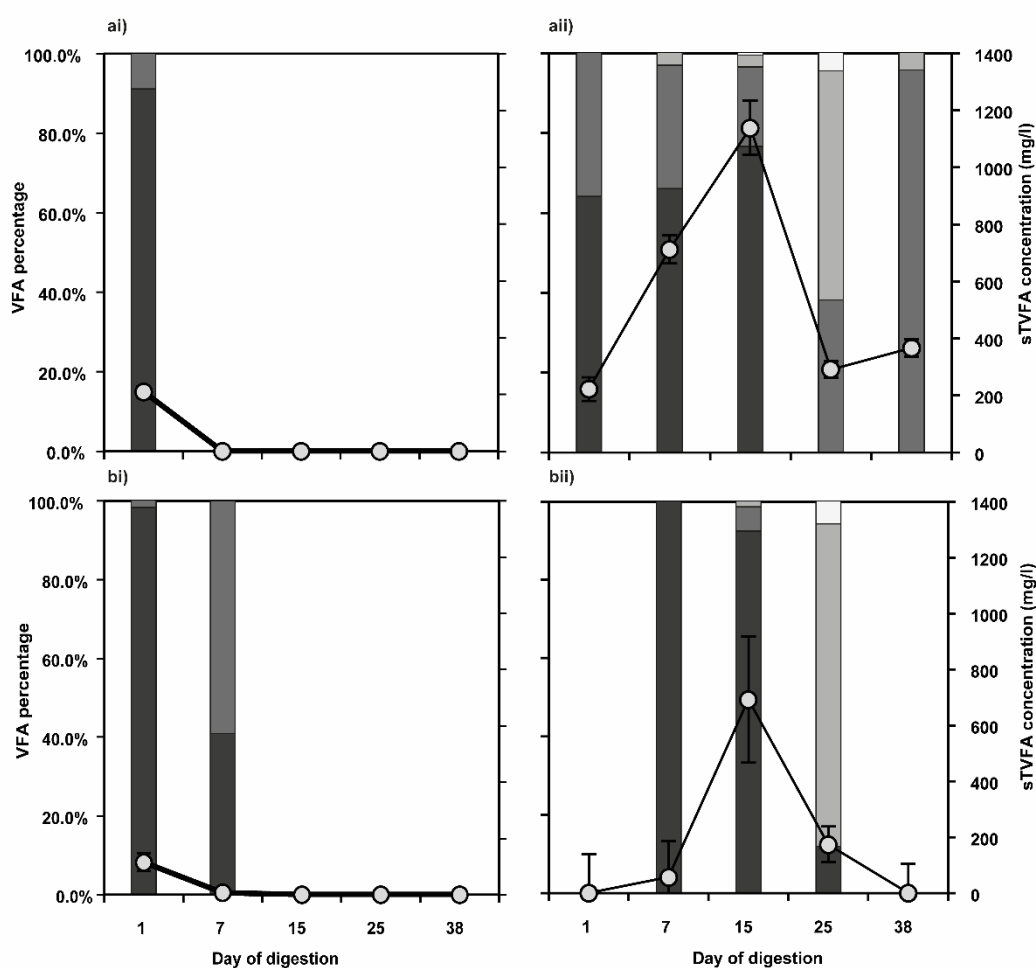 ai)
aii)
100.0%
80.0%
60.0%
40.0%
20.0%
0.0%
VFA percentage
1400
1200
1000
800
600
400
200
0
sTVFA concentration (mg/l)
bi)
bii)
100.0%
80.0%
60.0%
40.0%
20.0%
0.0%
VFA percentage
1400
1200
1000
800
600
400
200
0
sTVFA concentration (mg/l)
1 7 15 25 38
1 7 15 25 38
Day of digestion
Day of digestion